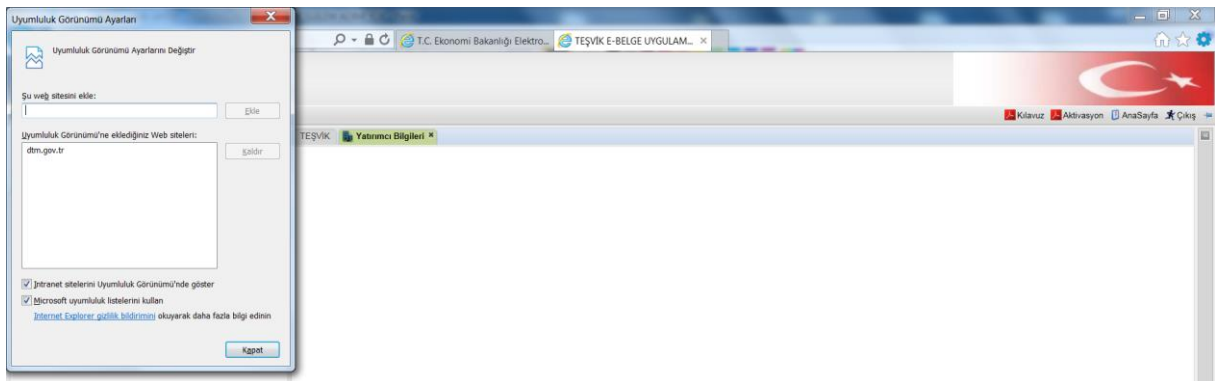 Uyumluluk Görünümü Ayarları
Uyumluluk Görünümü Ayarlarını Değiştir
Şu web sitesini ekle:
Ekle
Uyumluluk Görünümü'ne eklediğiniz Web siteleri:
dtm.gov.tr
Kaldır
Intranet sitelerini Uyumluluk Görünümü'nde göster
Microsoft uyumluluk listelerini kullan
Internet Explorer gizlilik bildirimini okuyarak daha fazla bilgi edinin
Kapat
T.C. Ekonomi Bakanlığı Elektro...
TEŞVİK E-BELGE UYGULAM...
Kılavuz Aktivasyon AnaSayfa Çıkış
TEŞVİK Yatırımcı Bilgileri